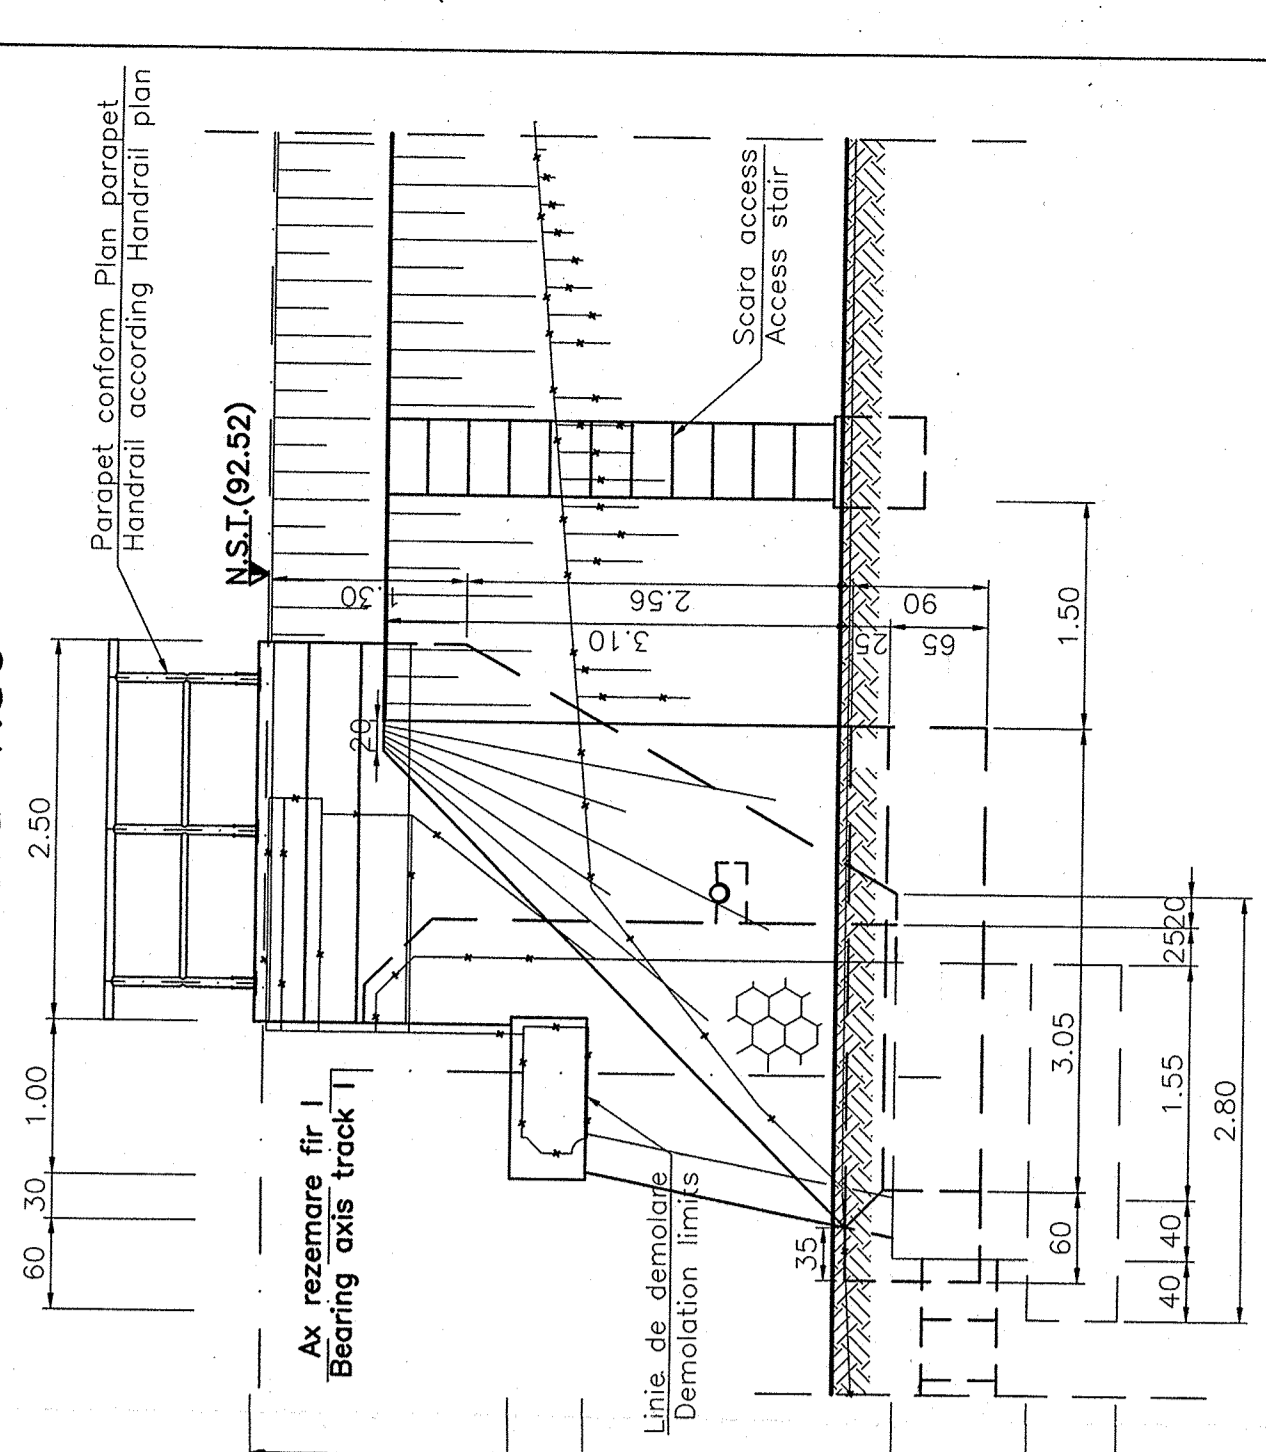 Parapet conform Plan parapet
Handrail according Handrail plan
N.S.T.(92.52)
Scara access
Access stair
Ax rezemare fir I
Bearing axis track I
Linie de demolare
Demolation limits
2.50
1.00
30
60
20
1.30
2.56
90
3.10
25
65
1.50
3.05
60
35
20
25
1.55
40
40
2.80